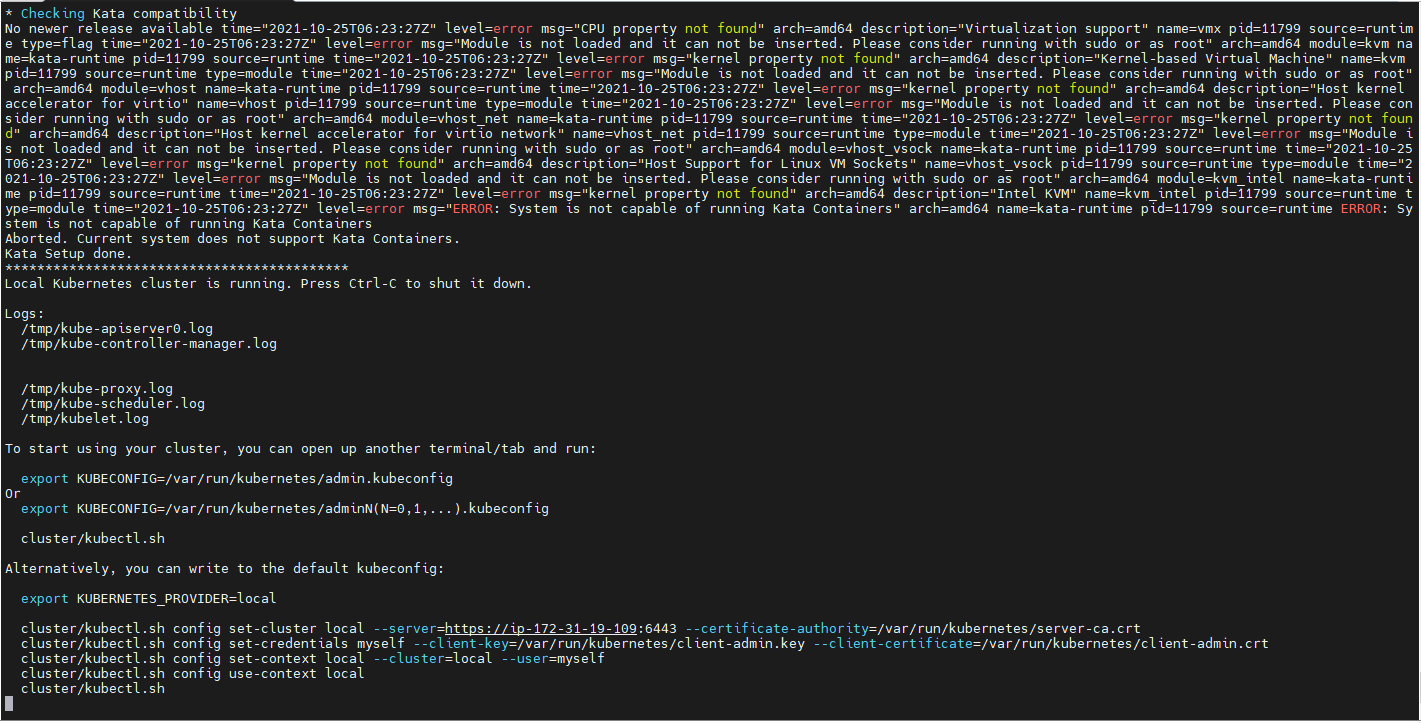 * Checking Kata compatibility
No newer release available time="2021-10-25T06:23:27Z" level=error msg="CPU property not found" arch=amd64 description="Virtualization support" name=vmx pid=11799 source=runtim
e type=flag time="2021-10-25T06:23:27Z" level=error msg="Module is not loaded and it can not be inserted. Please consider running with sudo or as root" arch=amd64 module=kvm na
me=kata-runtime pid=11799 source=runtime time="2021-10-25T06:23:27Z" level=error msg="kernel property not found" arch=amd64 description="Kernel-based Virtual Machine" name=kvm
pid=11799 source=runtime type=module time="2021-10-25T06:23:27Z" level=error msg="Module is not loaded and it can not be inserted. Please consider running with sudo or as root"
 arch=amd64 module=vhost name=kata-runtime pid=11799 source=runtime time="2021-10-25T06:23:27Z" level=error msg="kernel property not found" arch=amd64 description="Host kernel
accelerator for virtio" name=vhost pid=11799 source=runtime type=module time="2021-10-25T06:23:27Z" level=error msg="Module is not loaded and it can not be inserted. Please con
sider running with sudo or as root" arch=amd64 module=vhost_net name=kata-runtime pid=11799 source=runtime time="2021-10-25T06:23:27Z" level=error msg="kernel property not foun
d" arch=amd64 description="Host kernel accelerator for virtio network" name=vhost_net pid=11799 source=runtime type=module time="2021-10-25T06:23:27Z" level=error msg="Module i
s not loaded and it can not be inserted. Please consider running with sudo or as root" arch=amd64 module=vhost_vsock name=kata-runtime pid=11799 source=runtime time="2021-10-25
T06:23:27Z" level=error msg="kernel property not found" arch=amd64 description="Host Support for Linux VM Sockets" name=vhost_vsock pid=11799 source=runtime type=module time="2
021-10-25T06:23:27Z" level=error msg="Module is not loaded and it can not be inserted. Please consider running with sudo or as root" arch=amd64 module=kvm_intel name=kata-runti
me pid=11799 source=runtime time="2021-10-25T06:23:27Z" level=error msg="kernel property not found" arch=amd64 description="Intel KVM" name=kvm_intel pid=11799 source=runtime t
ype=module time="2021-10-25T06:23:27Z" level=error msg="ERROR: System is not capable of running Kata Containers" arch=amd64 name=kata-runtime pid=11799 source=runtime ERROR: Sy
stem is not capable of running Kata Containers
Aborted. Current system does not support Kata Containers.
Kata Setup done.
*******************************************
Local Kubernetes cluster is running. Press Ctrl-C to shut it down.

Logs:
  /tmp/kube-apiserver0.log
  /tmp/kube-controller-manager.log

  /tmp/kube-proxy.log
  /tmp/kube-scheduler.log
  /tmp/kubelet.log

To start using your cluster, you can open up another terminal/tab and run:

  export KUBECONFIG=/var/run/kubernetes/admin.kubeconfig
Or
  export KUBECONFIG=/var/run/kubernetes/adminN(N=0,1,...).kubeconfig

  cluster/kubectl.sh

Alternatively, you can write to the default kubeconfig:

  export KUBERNETES_PROVIDER=local

  cluster/kubectl.sh config set-cluster local --server=https://ip-172-31-19-109:6443 --certificate-authority=/var/run/kubernetes/server-ca.crt
  cluster/kubectl.sh config set-credentials myself --client-key=/var/run/kubernetes/client-admin.key --client-certificate=/var/run/kubernetes/client-admin.crt
  cluster/kubectl.sh config set-context local --cluster=local --user=myself
  cluster/kubectl.sh config use-context local
  cluster/kubectl.sh